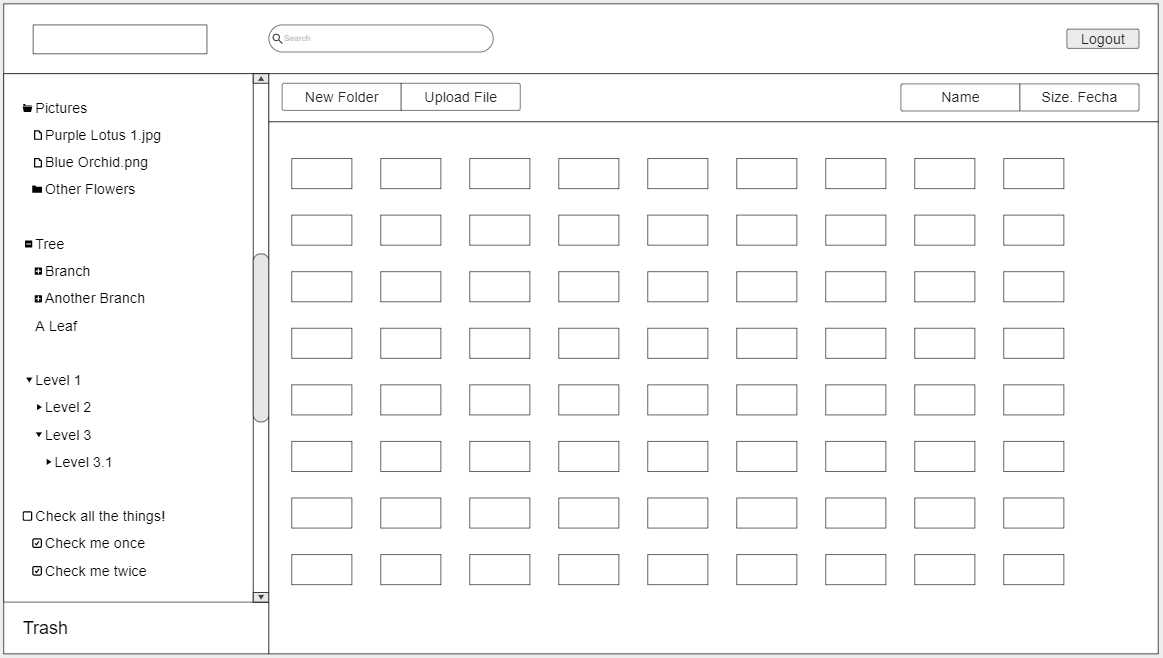 Search
Logout
New Folder
Upload File
Name
Size. Fecha
Pictures
Purple Lotus 1.jpg
Blue Orchid.png
Other Flowers
Tree
Branch
Another Branch
A Leaf
Level 1
Level 2
Level 3
Level 3.1
Check all the things!
Check me once
Check me twice
Trash